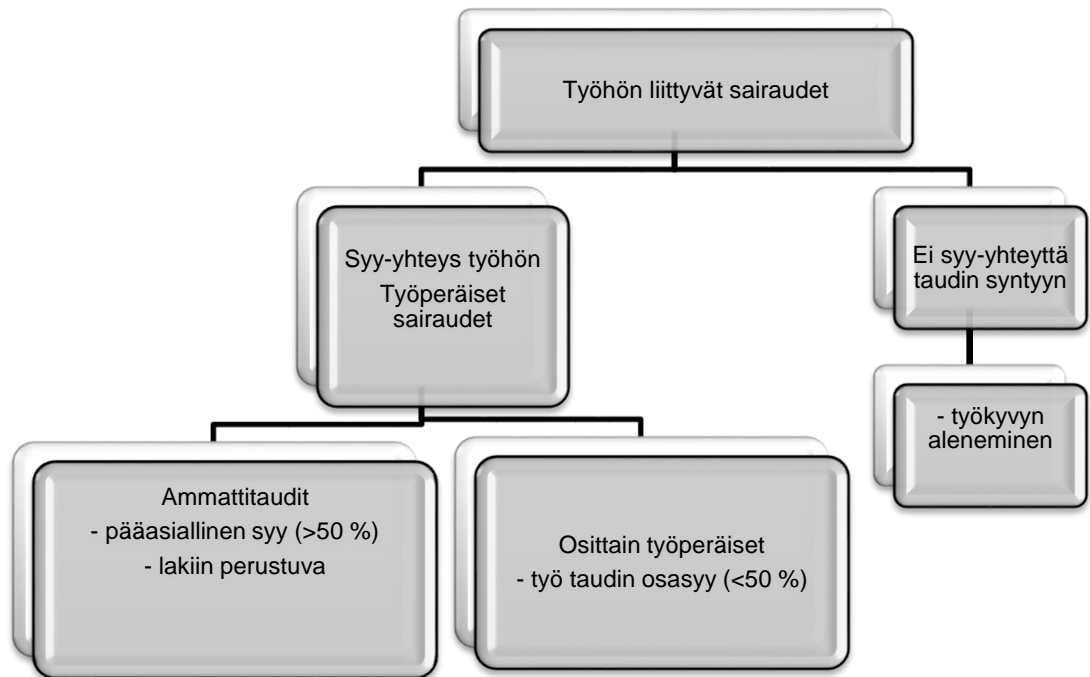 Työhön liittyvät sairaudet
Syy-yhteys työhön
Työperäiset
sairaudet
Ei syy-yhteyttä
taudin syntyyn
- työkyvyn
aleneminen
Ammattitaudit
- pääasiallinen syy (>50 %)
- lakiin perustuva
Osittain työperäiset
- työ taudin osasyy (<50 %)